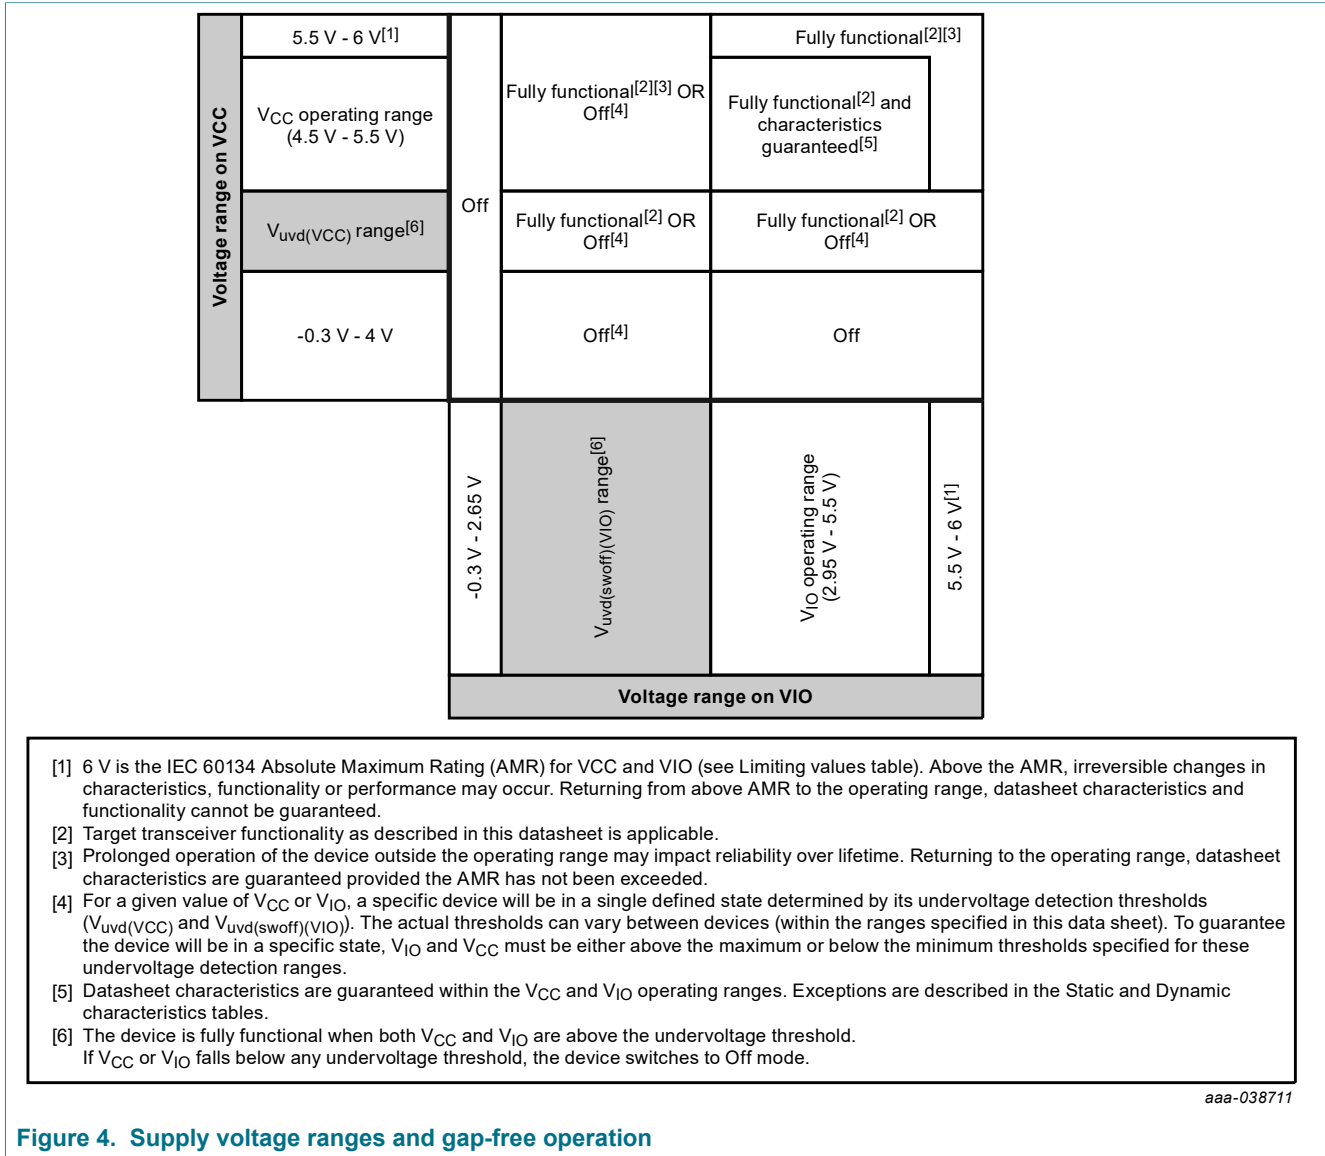 Voltage range on VCC
5.5 V - 6 V[1]
VCC operating range
(4.5 V - 5.5 V)
Vuvd(VCC) range[6]
-0.3 V - 4 V
Off
Fully functional[2][3] OR
Off[4]
Fully functional[2][3]
Fully functional[2] and
characteristics
guaranteed[5]
Fully functional[2] OR
Off[4]
Fully functional[2] OR
Off[4]
Off[4]
Off
-0.3 V - 2.65 V
Vuvd(swoff)(VIO) range[6]
VIO operating range
(2.95 V - 5.5 V)
5.5 V - 6 V[1]
Voltage range on VIO
[1] 6 V is the IEC 60134 Absolute Maximum Rating (AMR) for VCC and VIO (see Limiting values table). Above the AMR, irreversible changes in
characteristics, functionality or performance may occur. Returning from above AMR to the operating range, datasheet characteristics and
functionality cannot be guaranteed.
[2] Target transceiver functionality as described in this datasheet is applicable.
[3] Prolonged operation of the device outside the operating range may impact reliability over lifetime. Returning to the operating range, datasheet
characteristics are guaranteed provided the AMR has not been exceeded.
[4] For a given value of VCC or VIO, a specific device will be in a single defined state determined by its undervoltage detection thresholds
(Vuvd(VCC) and Vuvd(swoff)(VIO)). The actual thresholds can vary between devices (within the ranges specified in this data sheet). To guarantee
the device will be in a specific state, VIO and VCC must be either above the maximum or below the minimum thresholds specified for these
undervoltage detection ranges.
[5] Datasheet characteristics are guaranteed within the VCC and VIO operating ranges. Exceptions are described in the Static and Dynamic
characteristics tables.
[6] The device is fully functional when both VCC and VIO are above the undervoltage threshold.
If VCC or VIO falls below any undervoltage threshold, the device switches to Off mode.
aaa-038711
Figure 4. Supply voltage ranges and gap-free operation